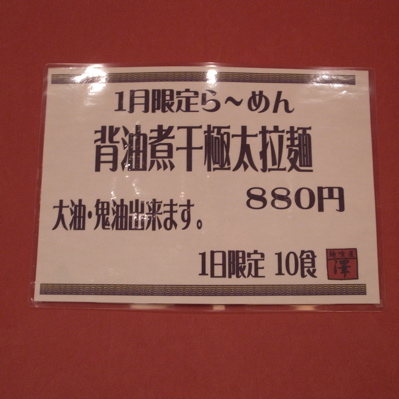 1月限定ら～めん
背油煮干極太拉麺
880円
大油・鬼油出来ます。
1日限定 10食
澤